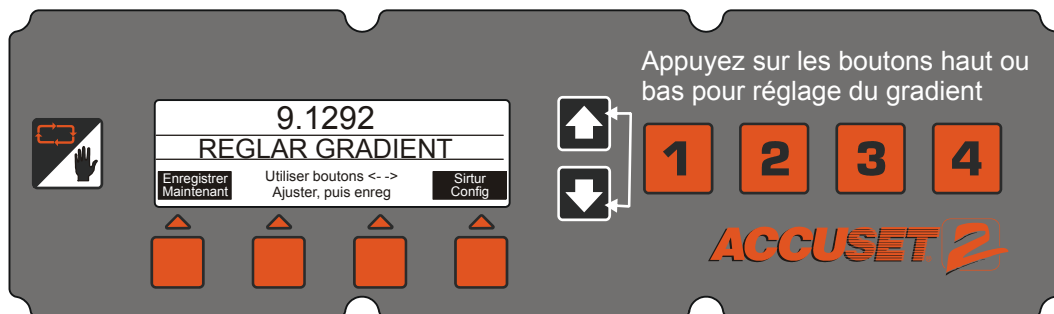 Appuyez sur les boutons haut ou
bas pour réglage du gradient
9.1292
REGLAR GRADIENT
Enregistrer
Maintenant
Utiliser boutons <- ->
Ajuster, puis enreg
Sirtur
Config
1 2 3 4
ACCUSET 2